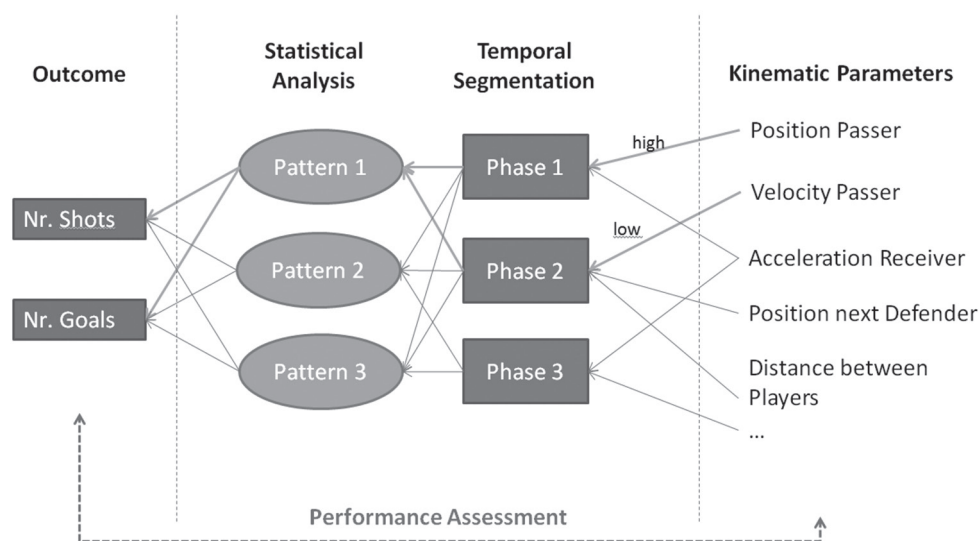 Outcome
Statistical
Analysis
Temporal
Segmentation
Kinematic Parameters
Nr. Shots
Nr. Goals
Pattern 1
Pattern 2
Pattern 3
Phase 1
Phase 2
Phase 3
high
low
Position Passer
Velocity Passer
Acceleration Receiver
Position next Defender
Distance between
Players
...
Performance Assessment